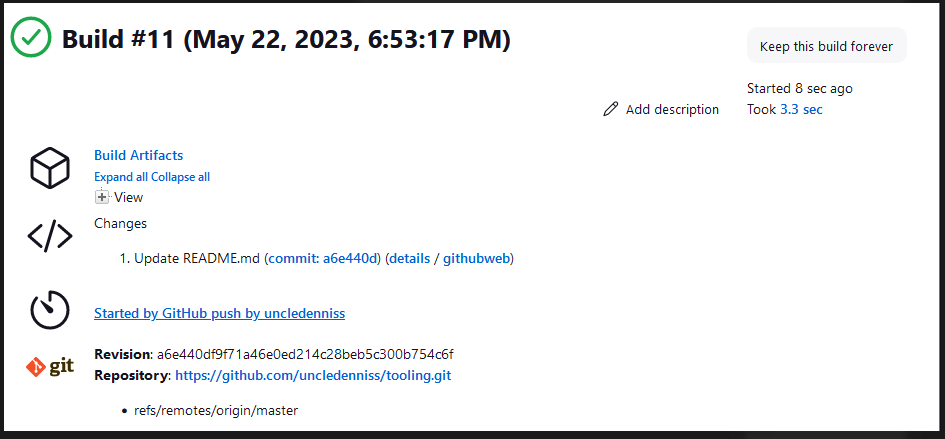 Build #11 (May 22, 2023, 6:53:17 PM)
Keep this build forever
Started 8 sec ago
Add description
Took 3.3 sec
Build Artifacts
Expand all Collapse all
View
Changes
1. Update README.md (commit: a6e440d) (details / githubweb)
Started by GitHub push by uncledenniss
git
Revision: a6e440df9f71a46e0ed214c28beb5c300b754c6f
Repository: https://github.com/uncledenniss/tooling.git
• refs/remotes/origin/master